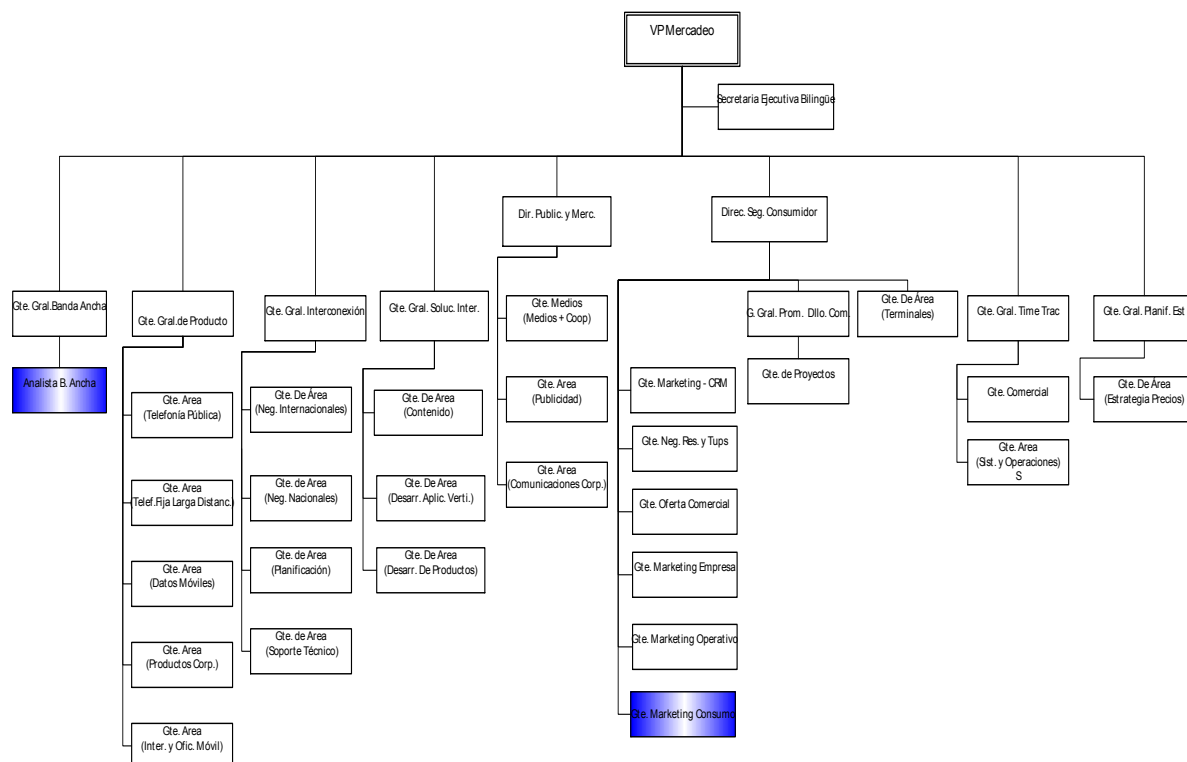 VP Mercadeo
Secretaria Ejecutiva Bilingüe
Dir. Public. y Merc.
Direc. Seg. Consumidor
Gte. Gral.Banda Ancha
Gte. Gral.de Producto
Gte. Gral. Interconexión
Gte. Gral. Soluc. Inter.
Gte. Medios
(Medios + Coop)
G. Gral. Prom. Dllo. Com.
Gte. De Área
(Terminales)
Gte. Gral. Time Trac
Gte. Gral. Planif. Est
Analista B. Ancha
Gte. Area
(Telefonía Pública)
Gte. Area
(Telef.Fija Larga Distanc.)
Gte. Area
(Datos Móviles)
Gte. Area
(Productos Corp.)
Gte. Area
(Inter. y Ofic. Móvil)
Gte. De Área
(Neg. Internacionales)
Gte. de Area
(Neg. Nacionales)
Gte. de Area
(Planificación)
Gte. de Area
(Soporte Técnico)
Gte. De Área
(Contenido)
Gte. De Area
(Desarr. Aplic. Verti.)
Gte. De Area
(Desarr. De Productos)
Gte. Area
(Publicidad)
Gte. Area
(Comunicaciones Corp.)
Gte. Marketing - CRM
Gte. Neg. Res. y Tups
Gte. Oferta Comercial
Gte. Marketing Empresa
Gte. Marketing Operativo
Gte. Marketing Consumo
Gte. de Proyectos
Gte. Comercial
Gte. Area
(Sist. y Operaciones)
S
Gte. De Área
(Estrategia Precios)